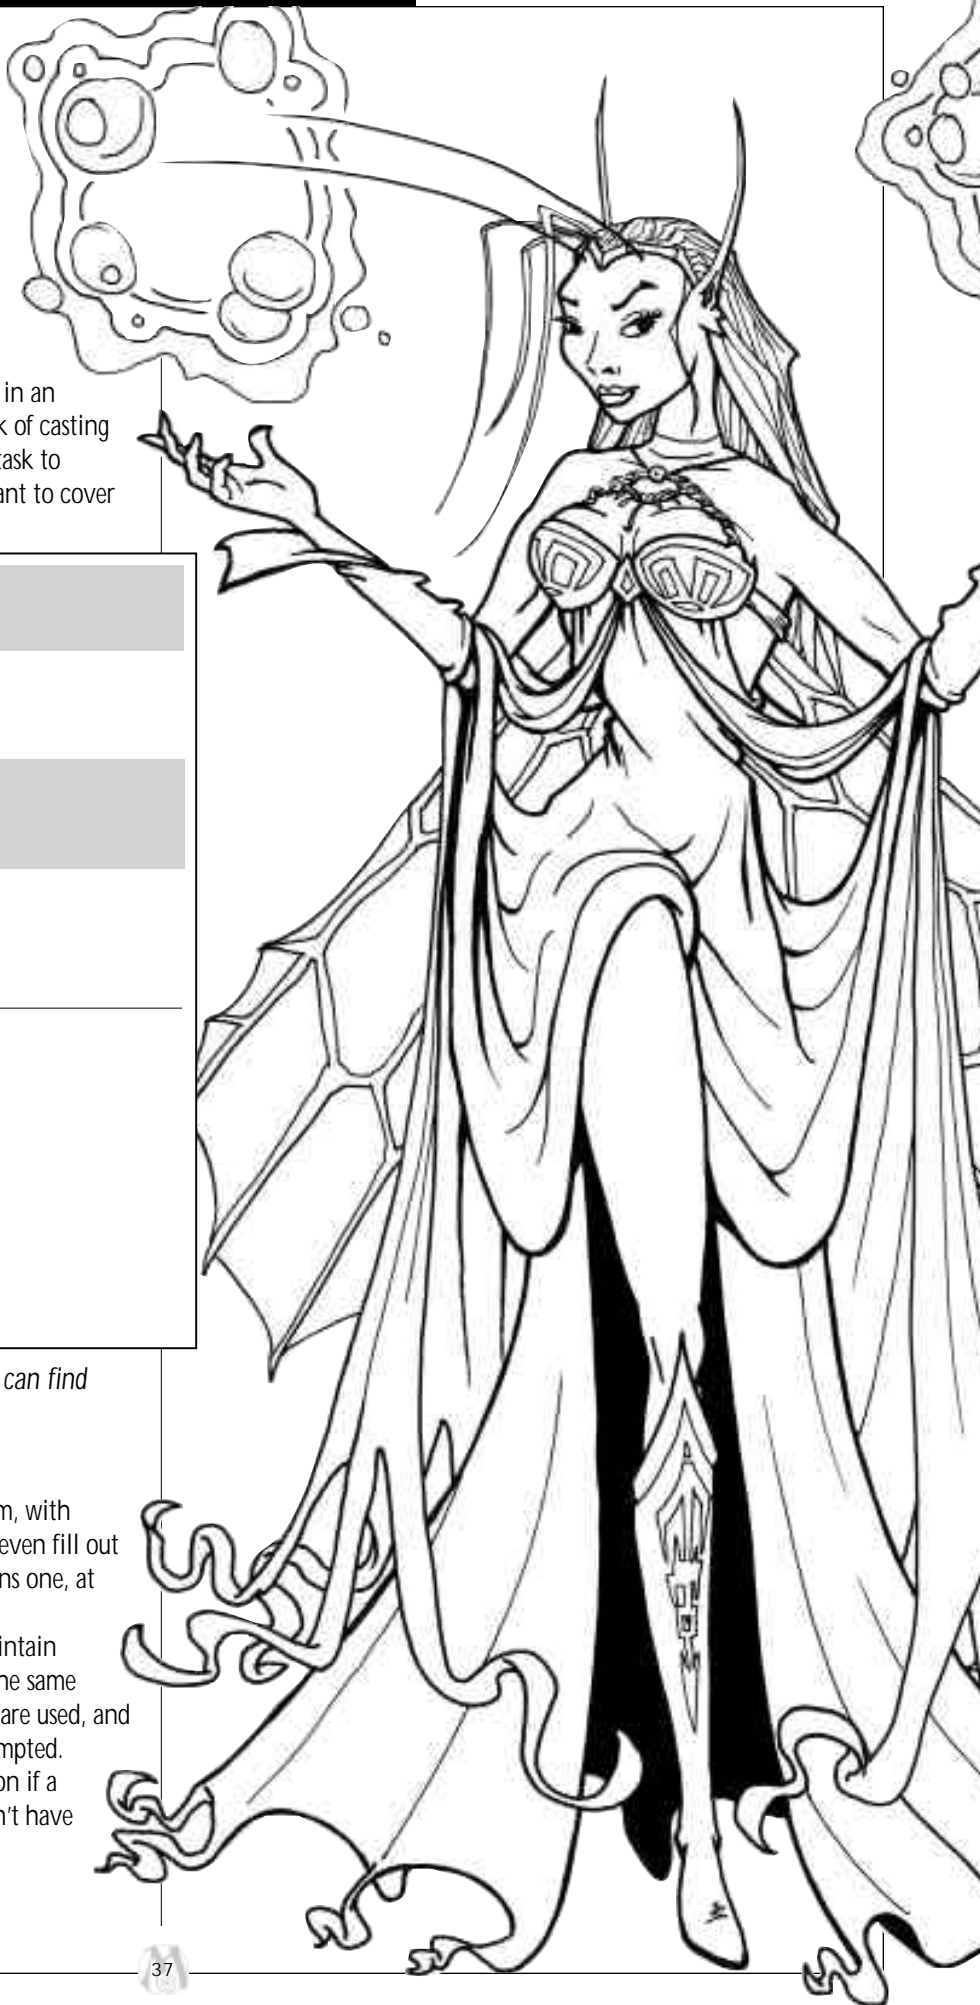 in an
k of casting
task to
ant to cover
can find
m, with
even fill out
ns one, at
intain
ne same
are used, and
mpted.
on if a
n't have
37